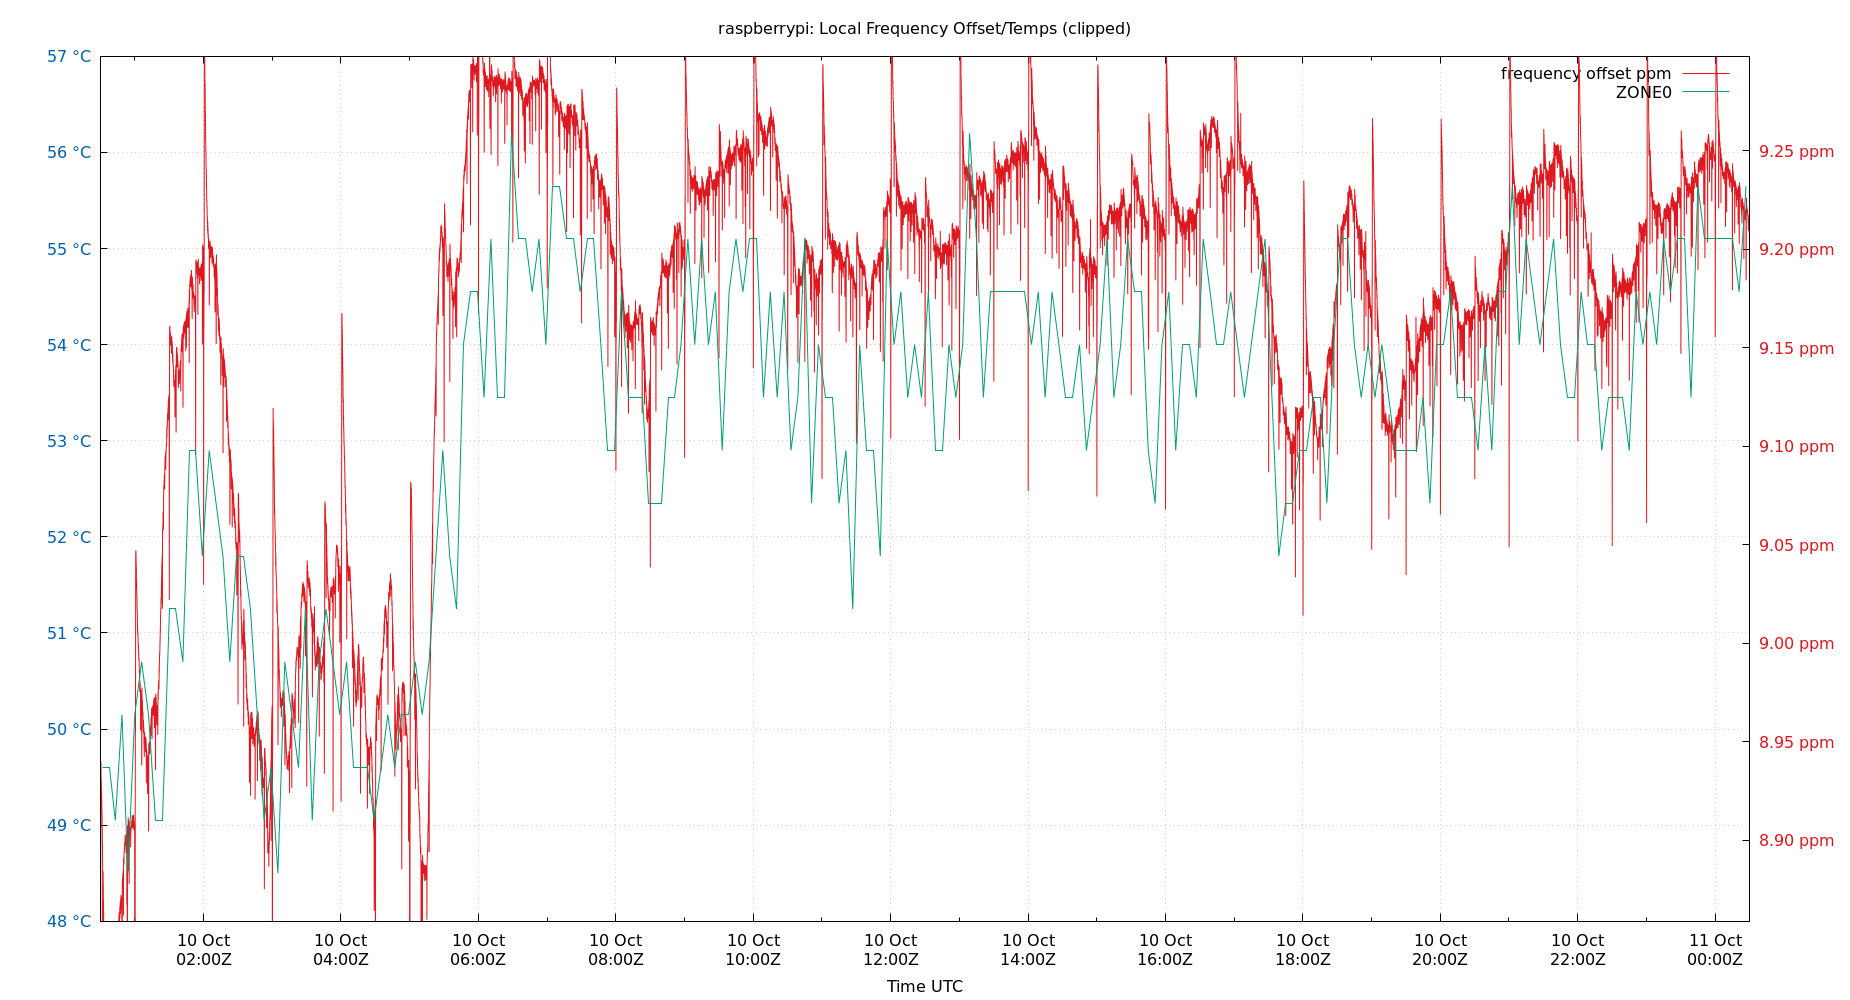 raspberrypi: Local Frequency Offset/Temps (clipped)
57 °C
56 °C
55 °C
54 °C
53 °C
52 °C
51 °C
50 °C
49 °C
48 °C
frequency offset ppm
ZONE0
9.25 ppm
9.20 ppm
9.15 ppm
9.10 ppm
9.05 ppm
9.00 ppm
8.95 ppm
8.90 ppm
10 Oct 10 Oct 10 Oct 10 Oct 10 Oct 10 Oct 10 Oct 10 Oct 10 Oct 10 Oct 10 Oct 11 Oct
02:00Z 04:00Z 06:00Z 08:00Z 10:00Z 12:00Z 14:00Z 16:00Z 18:00Z 20:00Z 22:00Z 00:00Z
Time UTC